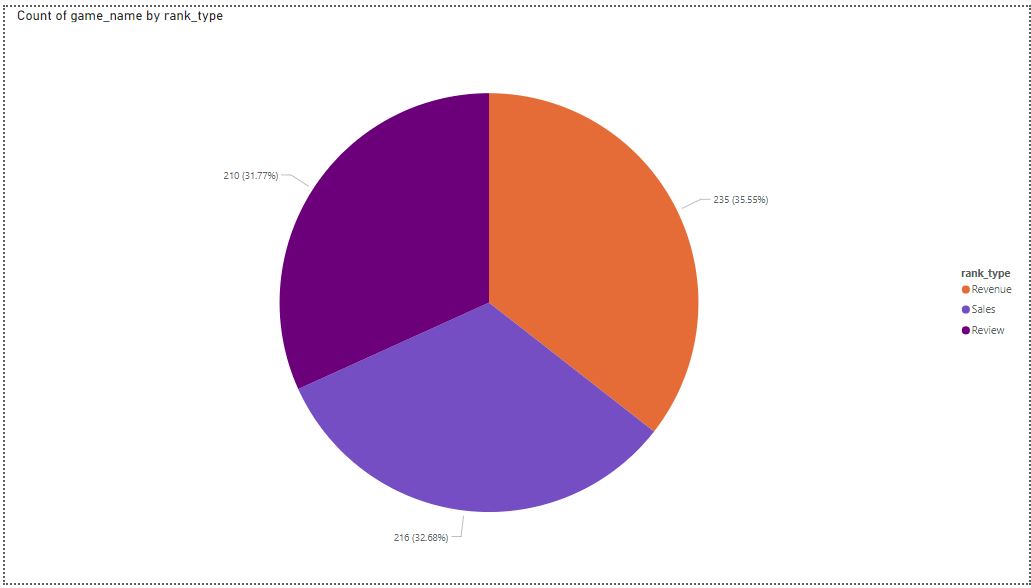 Count of game_name by rank_type
210 (31.77%)
235 (35.55%)
rank_type
Revenue
Sales
Review
216 (32.68%)